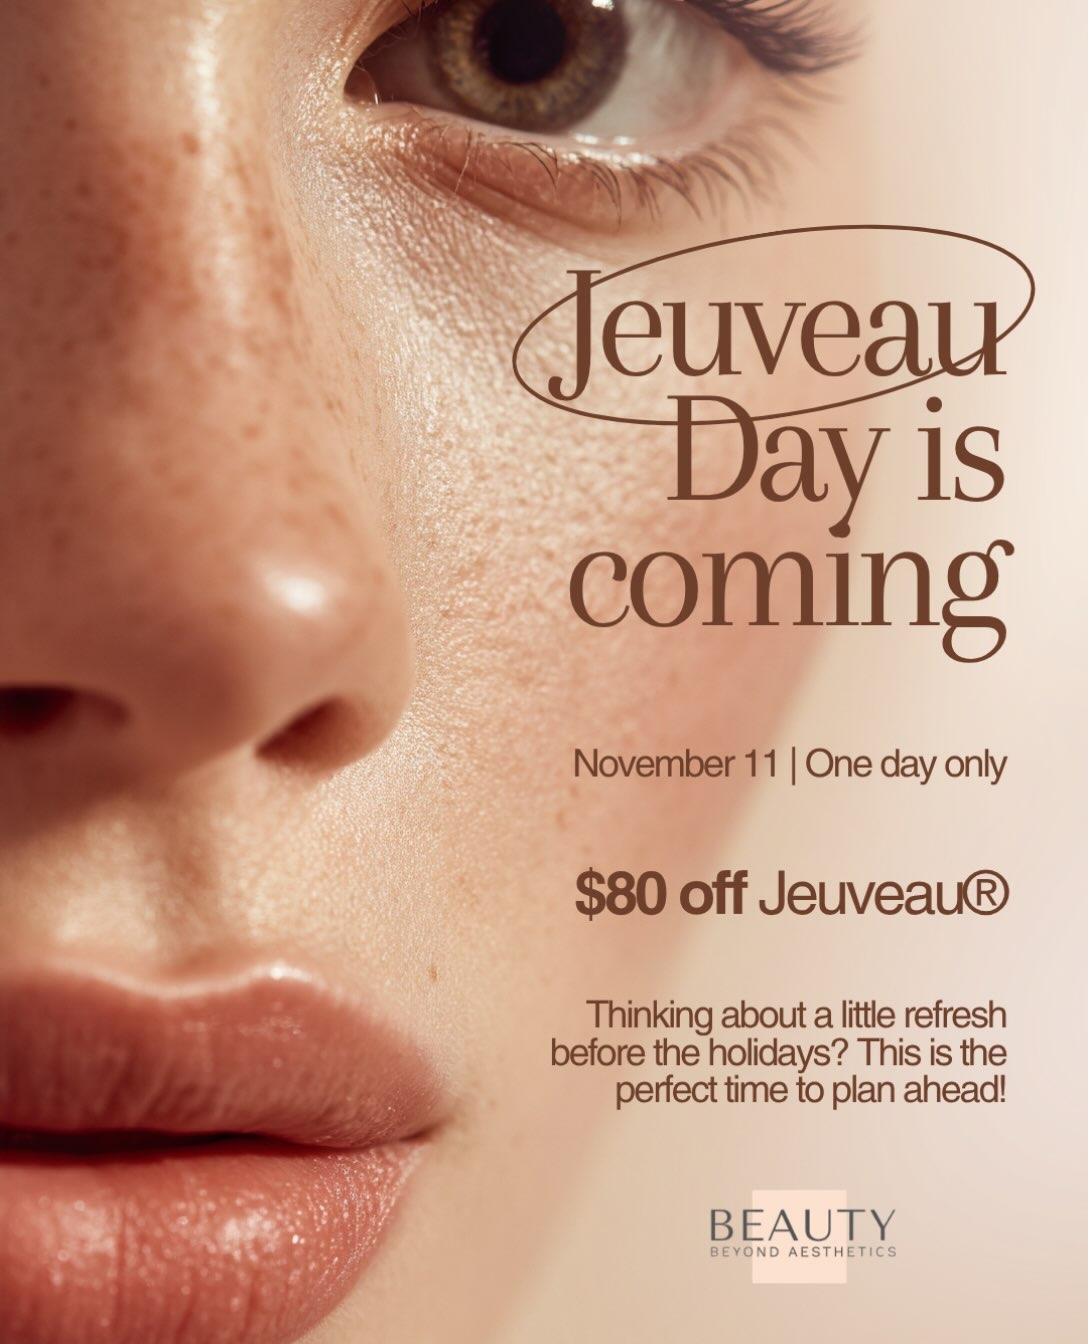 Jeuveau
Day is
coming
November 11 | One day only
$80 off Jeuveau®
Thinking about a little refresh
before the holidays? This is the
perfect time to plan ahead!
BEAUTY
BEYOND AESTHETICS